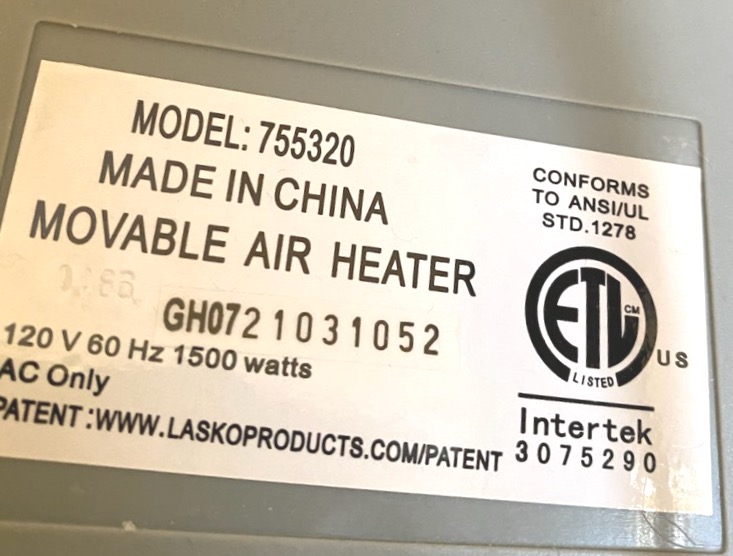 MODEL: 755320
MADE IN CHINA
MOVABLE AIR HEATER
GH0721031052
120 V 60 Hz 1500 watts
AC Only
PATENT:WWW.LASKOPRODUCTS.COM/PATENT
CONFORMS
TO ANSI/UL
STD.1278
ETL CM
LISTED
US
Intertek
3075290